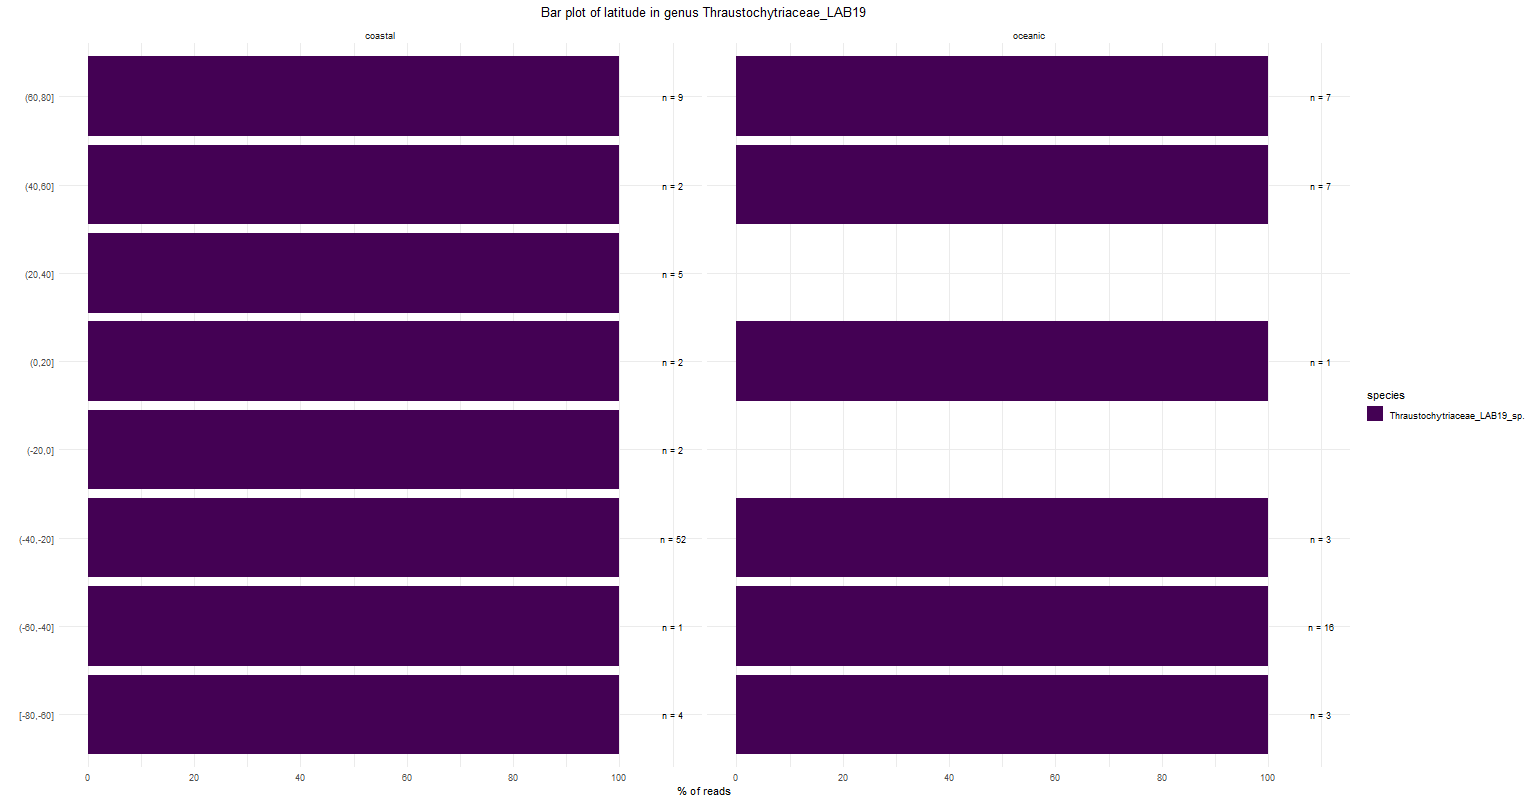 Bar plot of latitude in genus Thraustochytriaceae_LAB19
coastal
oceanic
(60,80]
n = 9
n = 7
(40,60]
n = 2
n = 7
(20,40]
n = 5
(0,20]
n = 2
n = 1
(-20,0]
n = 2
(-40,-20]
n = 52
n = 3
(-60,-40]
n = 1
n = 16
[-80,-60]
n = 4
n = 3
0 20 40 60 80 100
0 20 40 60 80 100
% of reads
species
Thraustochytriaceae_LAB19_sp.